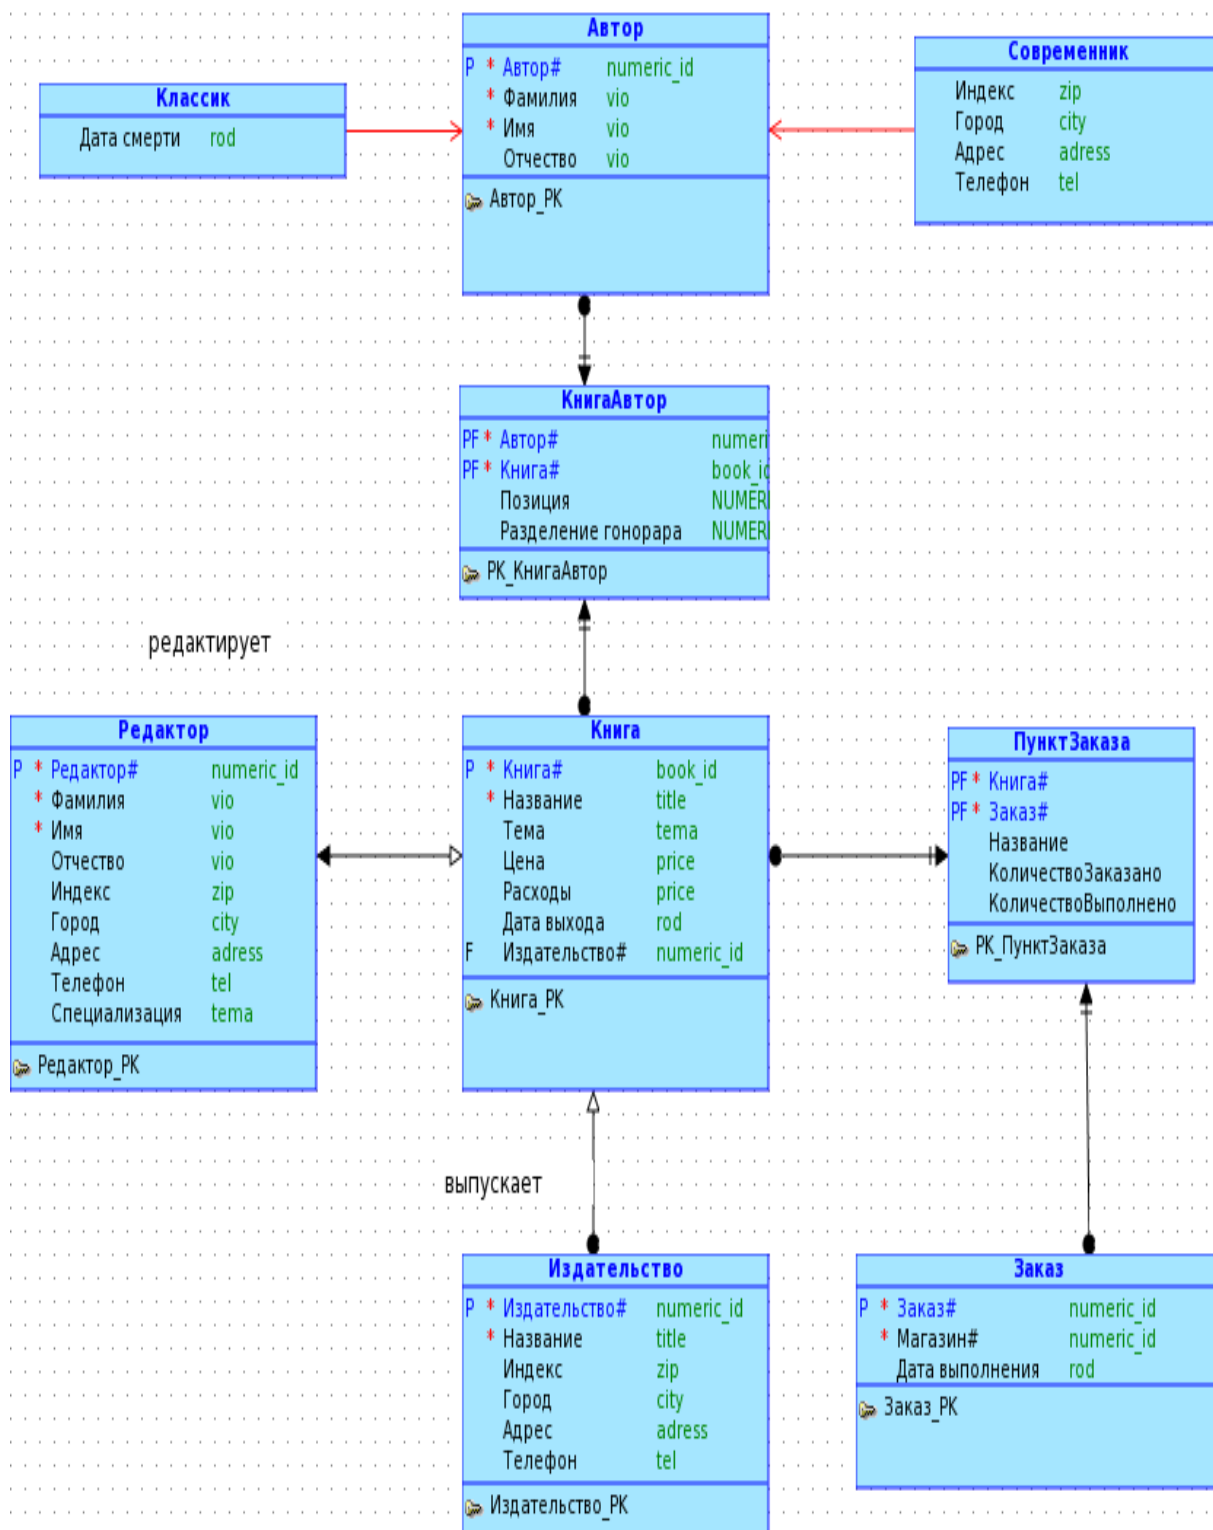 Автор
P * Автор# numeric_id
* Фамилия vio
* Имя vio
Отчество vio
Автор_PK
Современник
Индекс zip
Город city
Адрес adress
Телефон tel
Классик
Дата смерти rod
КнигаАвтор
PF * Автор# numeri
PF * Книга# book_id
Позиция NUMER
Разделение гонорара NUMER
PK_КнигаАвтор
редактирует
Редактор
P * Редактор# numeric_id
* Фамилия vio
* Имя vio
Отчество vio
Индекс zip
Город city
Адрес adress
Телефон tel
Специализация tema
Редактор_PK
Книга
P * Книга# book_id
* Название title
Тема tema
Цена price
Расходы price
Дата выхода rod
F Издательство# numeric_id
Книга_PK
ПунктЗаказа
PF * Книга#
PF * Заказ#
Название
КоличествоЗаказано
КоличествоВыполнено
PK_ПунктЗаказа
выпускает
Издательство
P * Издательство# numeric_id
* Название title
Индекс zip
Город city
Адрес adress
Телефон tel
Издательство_PK
Заказ
P * Заказ# numeric_id
* Магазин# numeric_id
Дата выполнения rod
Заказ_PK